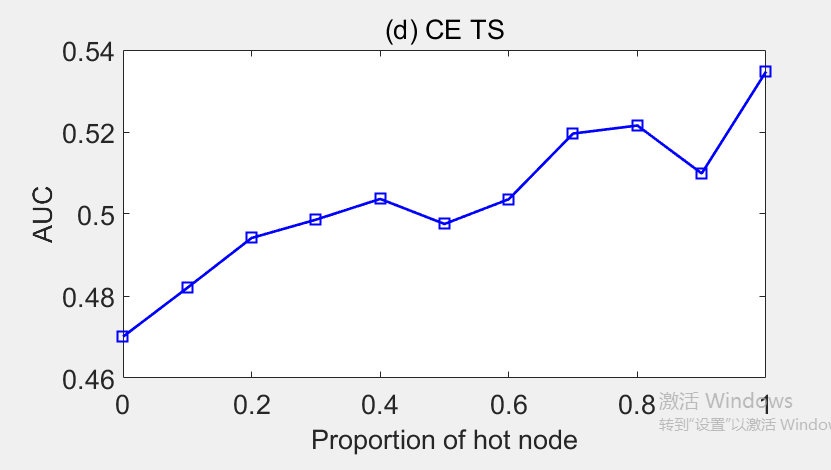 (d) CE TS
0.54
0.52
0.5
0.48
0.46
AUC
0 0.2 0.4 0.6 0.8 1
Proportion of hot node
激活 Windows
转到“设置”以激活 Windo